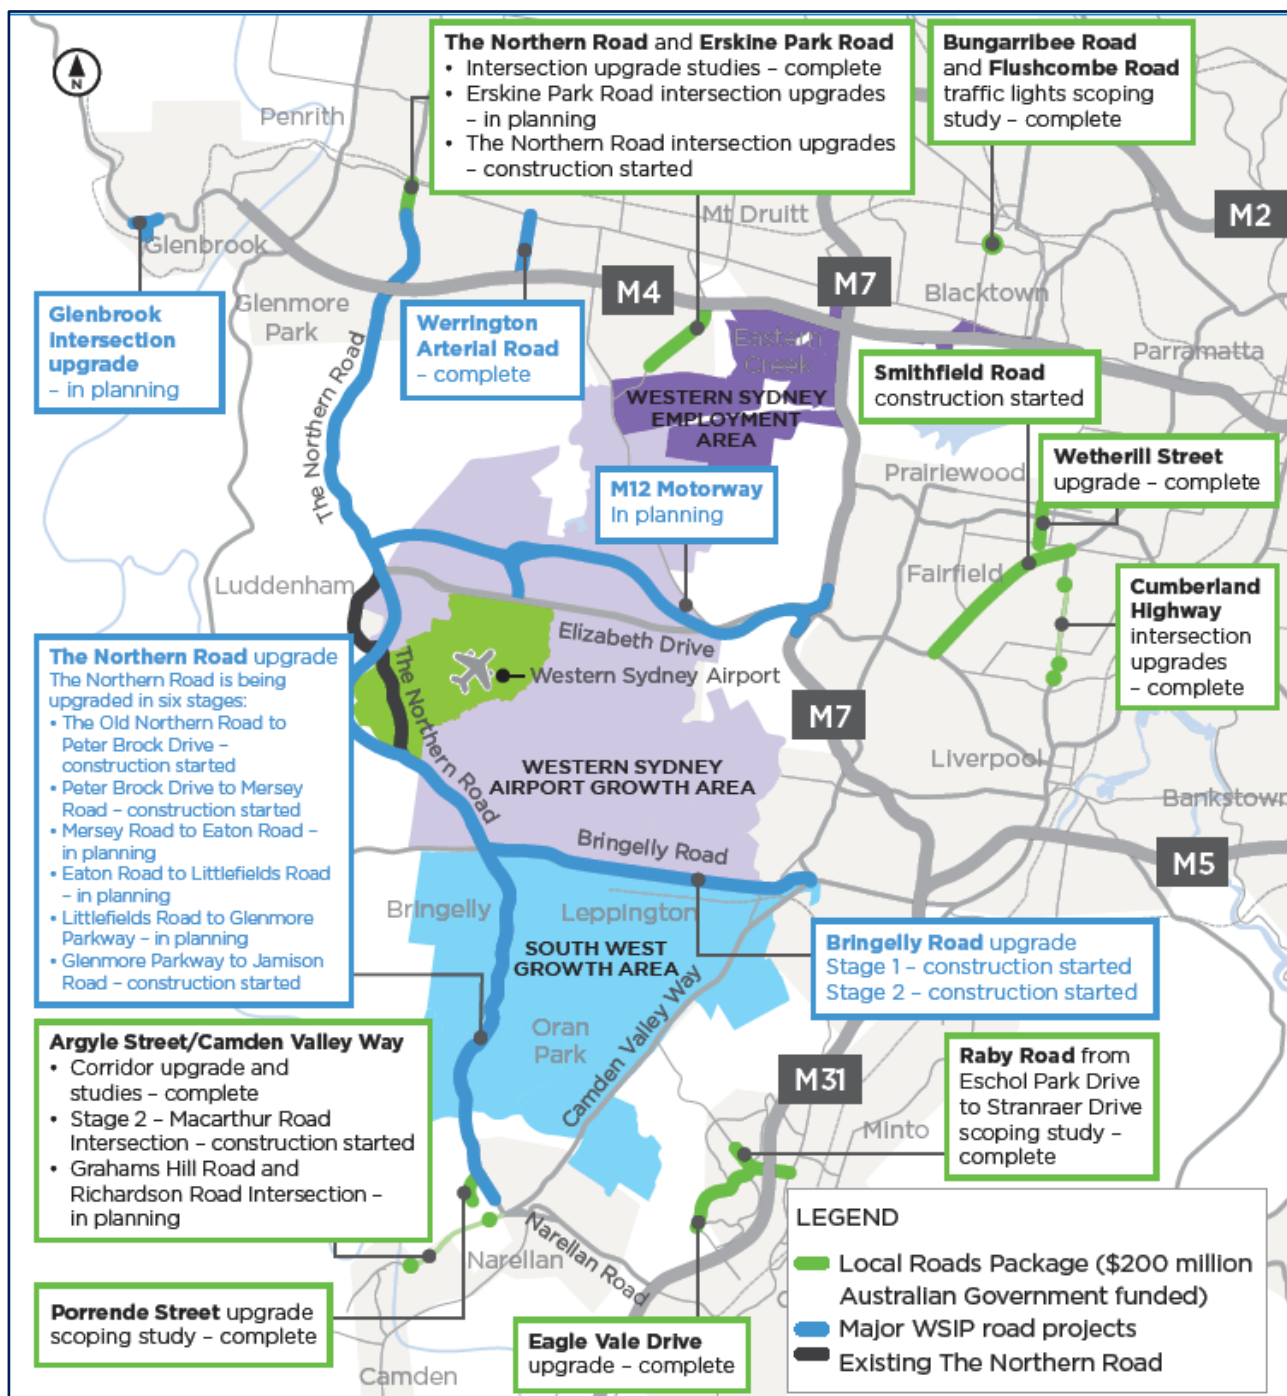 N
The Northern Road and Erskine Park Road
• Intersection upgrade studies – complete
• Erskine Park Road intersection upgrades
– in planning
• The Northern Road intersection upgrades
– construction started
Bungarribee Road
and Flushcombe Road
traffic lights scoping
study – complete
Penrith
Mt Druitt
M2
Glenbrook
M4
M7
Blacktown
Glenmore
Park
Glenbrook
intersection
upgrade
– in planning
Werrington
Arterial Road
– complete
Eastern
Creek
Parramatta
The Northern Road
Smithfield Road
construction started
WESTERN SYDNEY
EMPLOYMENT
AREA
Wetherill Street
upgrade – complete
Prairiewood
M12 Motorway
In planning
Luddenham
Fairfield
Cumberland
Highway
intersection
upgrades
– complete
Elizabeth Drive
Western Sydney Airport
The Northern Road
The Northern Road upgrade
The Northern Road is being
upgraded in six stages:
• The Old Northern Road to
Peter Brock Drive –
construction started
• Peter Brock Drive to Mersey
Road – construction started
• Mersey Road to Eaton Road –
in planning
• Eaton Road to Littlefields Road
– in planning
• Littlefields Road to Glenmore
Parkway – in planning
• Glenmore Parkway to Jamison
Road – construction started
M7
Liverpool
WESTERN SYDNEY
AIRPORT GROWTH AREA
Bankstown
Bringelly Road
M5
Bringelly
Leppington
SOUTH WEST
GROWTH AREA
Bringelly Road upgrade
Stage 1 – construction started
Stage 2 – construction started
Camden Valley Way
Oran
Park
Argyle Street/Camden Valley Way
• Corridor upgrade and
studies – complete
• Stage 2 – Macarthur Road
Intersection – construction started
• Grahams Hill Road and
Richardson Road Intersection –
in planning
M31
Minto
Raby Road from
Eschol Park Drive
to Stranraer Drive
scoping study –
complete
Narellan
Narellan Road
Porrende Street upgrade
scoping study – complete
Camden
Eagle Vale Drive
upgrade – complete
LEGEND
Local Roads Package ($200 million
Australian Government funded)
Major WSIP road projects
Existing The Northern Road